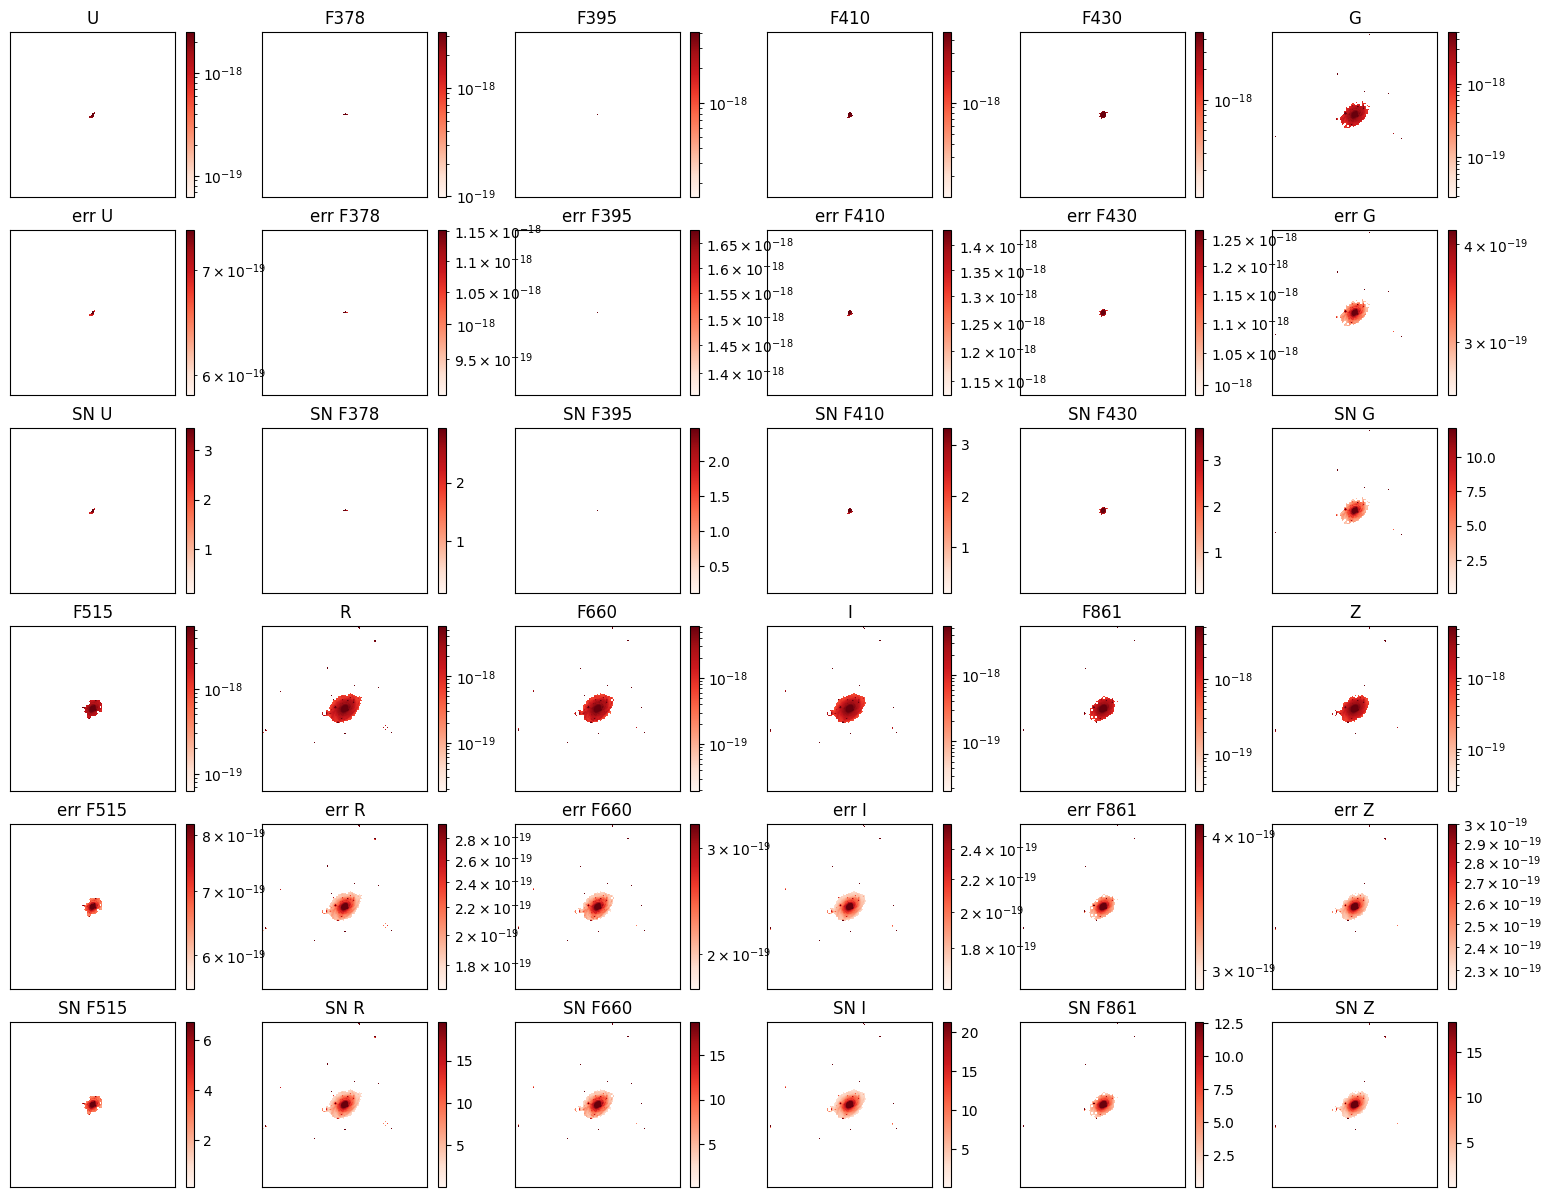 U F378 F395 F410 F430 G
10⁻¹⁸ 10⁻¹⁸ 10⁻¹⁸ 10⁻¹⁸ 10⁻¹⁸ 10⁻¹⁸
10⁻¹⁹ 10⁻¹⁹ 10⁻¹⁹
err U err F378 err F395 err F410 err F430 err G
7 × 10⁻¹⁹
6 × 10⁻¹⁹
1.15 × 10⁻¹⁸
1.1 × 10⁻¹⁸
1.05 × 10⁻¹⁸
10⁻¹⁸
9.5 × 10⁻¹⁹
1.65 × 10⁻¹⁸
1.6 × 10⁻¹⁸
1.55 × 10⁻¹⁸
1.5 × 10⁻¹⁸
1.45 × 10⁻¹⁸
1.4 × 10⁻¹⁸
1.4 × 10⁻¹⁸
1.35 × 10⁻¹⁸
1.3 × 10⁻¹⁸
1.25 × 10⁻¹⁸
1.2 × 10⁻¹⁸
1.15 × 10⁻¹⁸
1.25 × 10⁻¹⁸
1.2 × 10⁻¹⁸
1.15 × 10⁻¹⁸
1.1 × 10⁻¹⁸
1.05 × 10⁻¹⁸
10⁻¹⁸
4 × 10⁻¹⁹
3 × 10⁻¹⁹
SN U SN F378 SN F395 SN F410 SN F430 SN G
3
2
1
2
1
2.0
1.5
1.0
0.5
3
2
1
3
2
1
10.0
7.5
5.0
2.5
F515 R F660 I F861 Z
10⁻¹⁸ 10⁻¹⁸ 10⁻¹⁸ 10⁻¹⁸ 10⁻¹⁸ 10⁻¹⁸
10⁻¹⁹ 10⁻¹⁹ 10⁻¹⁹ 10⁻¹⁹ 10⁻¹⁹ 10⁻¹⁹
err F515 err R err F660 err I err F861 err Z
8 × 10⁻¹⁹
7 × 10⁻¹⁹
6 × 10⁻¹⁹
2.8 × 10⁻¹⁹
2.6 × 10⁻¹⁹
2.4 × 10⁻¹⁹
2.2 × 10⁻¹⁹
2 × 10⁻¹⁹
1.8 × 10⁻¹⁹
3 × 10⁻¹⁹
2 × 10⁻¹⁹
2.4 × 10⁻¹⁹
2.2 × 10⁻¹⁹
2 × 10⁻¹⁹
1.8 × 10⁻¹⁹
4 × 10⁻¹⁹
3 × 10⁻¹⁹
3 × 10⁻¹⁹
2.9 × 10⁻¹⁹
2.8 × 10⁻¹⁹
2.7 × 10⁻¹⁹
2.6 × 10⁻¹⁹
2.5 × 10⁻¹⁹
2.4 × 10⁻¹⁹
2.3 × 10⁻¹⁹
SN F515 SN R SN F660 SN I SN F861 SN Z
6
4
2
15
10
5
15
10
5
20
15
10
5
12.5
10.0
7.5
5.0
2.5
15
10
5